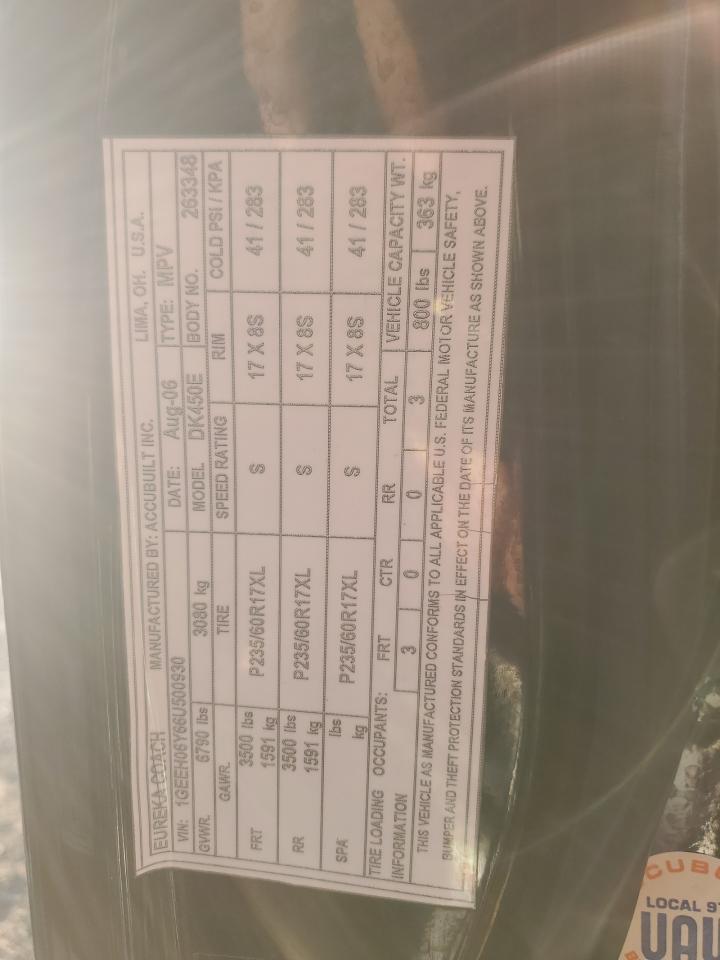 EUREKA COACH MANUFACTURED BY: ACCUBUILT INC. LIMA, OH. U.S.A.
VIN: 1GEEH06Y66U500930 DATE: Aug-06 TYPE: MPV
GVWR. 6790 lbs 3080 kg MODEL DK450E BODY NO. 263348
GAWR. TIRE SPEED RATING RIM COLD PSI / KPA
FRT 3500 lbs 1591 kg P235/60R17XL S 17 X 8S 41 / 283
RR 3500 lbs 1591 kg P235/60R17XL S 17 X 8S 41 / 283
SPA lbs kg P235/60R17XL S 17 X 8S 41 / 283
TIRE LOADING OCCUPANTS: FRT CTR RR TOTAL VEHICLE CAPACITY WT.
INFORMATION 3 0 0 3 800 lbs 363 kg
THIS VEHICLE AS MANUFACTURED CONFORMS TO ALL APPLICABLE U.S. FEDERAL MOTOR VEHICLE SAFETY,
BUMPER AND THEFT PROTECTION STANDARDS IN EFFECT ON THE DATE OF ITS MANUFACTURE AS SHOWN ABOVE.
LOCAL